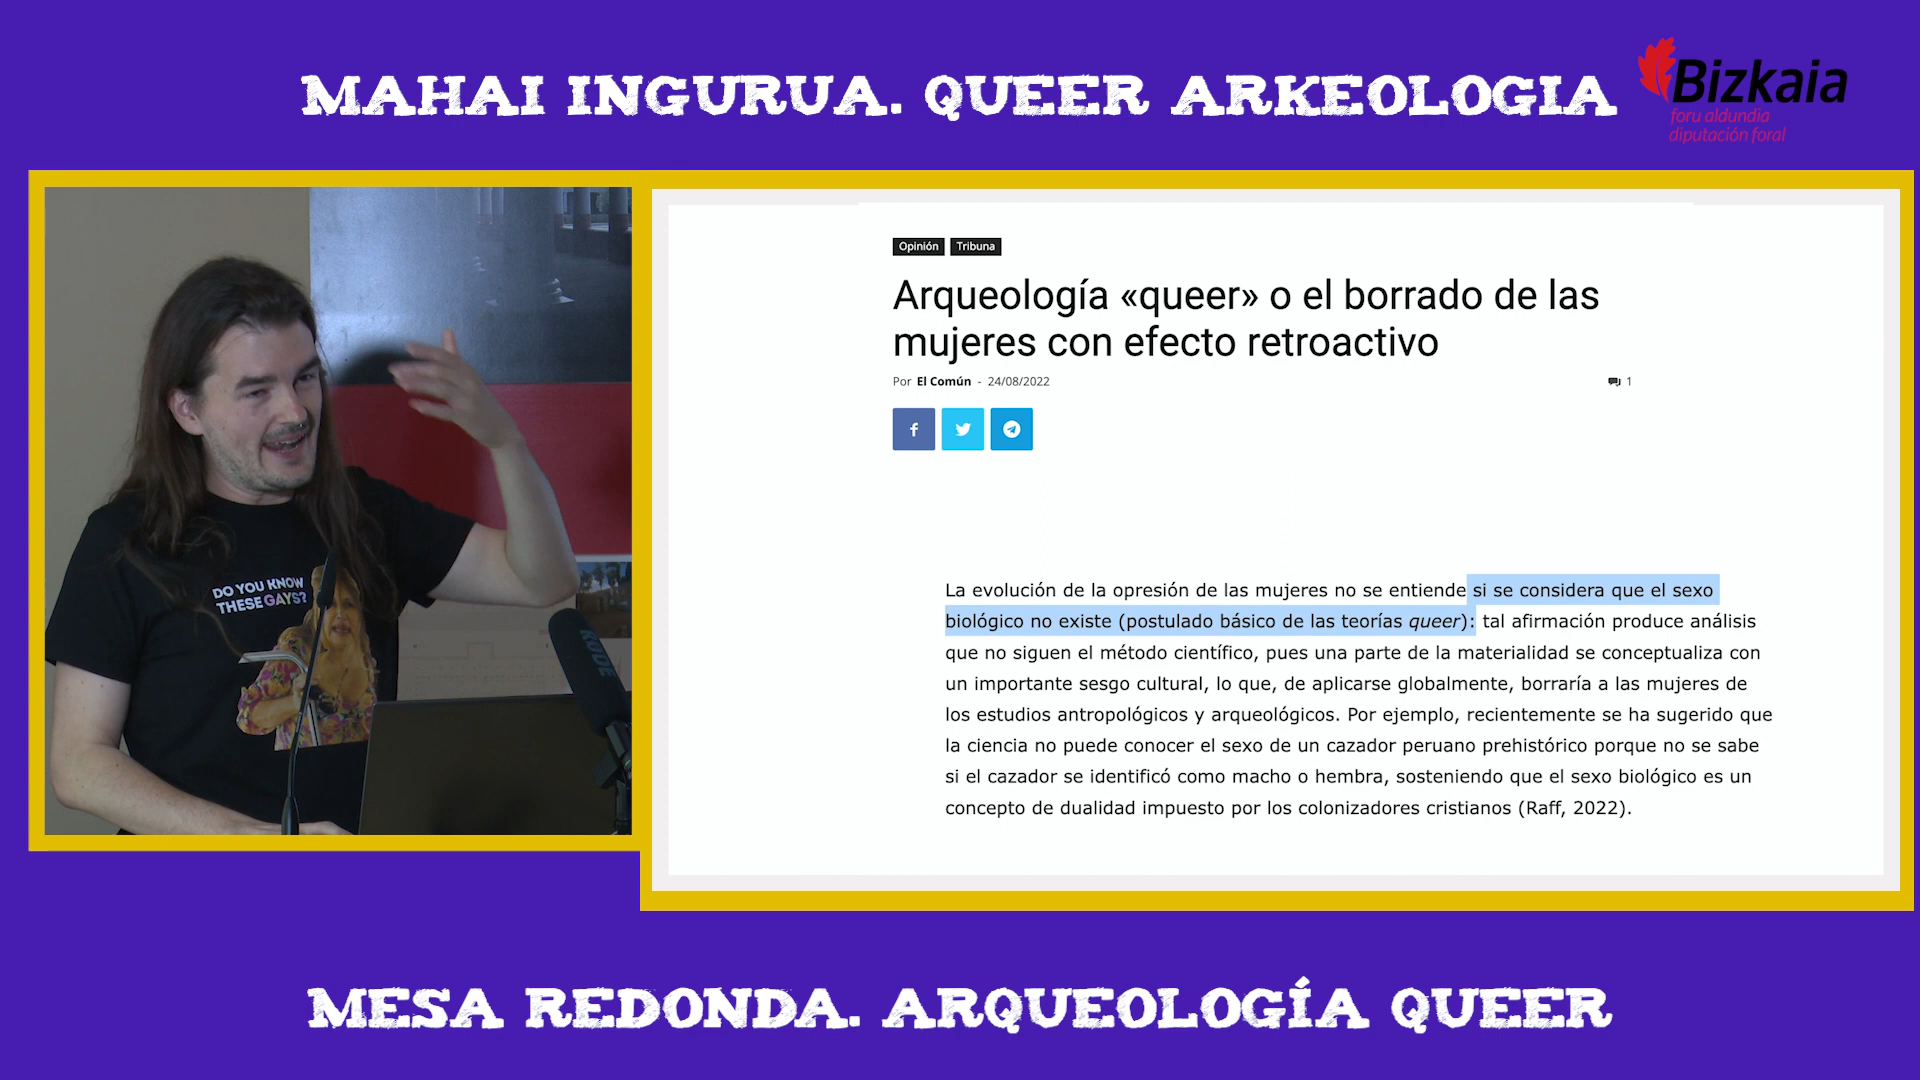 MAHAI INGURUA. QUEER ARKEOLOGIA
Bizkaia
foru aldundia
diputación foral
DO YOU KNOW
THESE GAYS?
RODE
Opinión Tribuna
Arqueología «queer» o el borrado de las
mujeres con efecto retroactivo
Por El Común - 24/08/2022 1
La evolución de la opresión de las mujeres no se entiende si se considera que el sexo
biológico no existe (postulado básico de las teorías queer): tal afirmación produce análisis
que no siguen el método científico, pues una parte de la materialidad se conceptualiza con
un importante sesgo cultural, lo que, de aplicarse globalmente, borraría a las mujeres de
los estudios antropológicos y arqueológicos. Por ejemplo, recientemente se ha sugerido que
la ciencia no puede conocer el sexo de un cazador peruano prehistórico porque no se sabe
si el cazador se identificó como macho o hembra, sosteniendo que el sexo biológico es un
concepto de dualidad impuesto por los colonizadores cristianos (Raff, 2022).
MESA REDONDA. ARQUEOLOGÍA QUEER